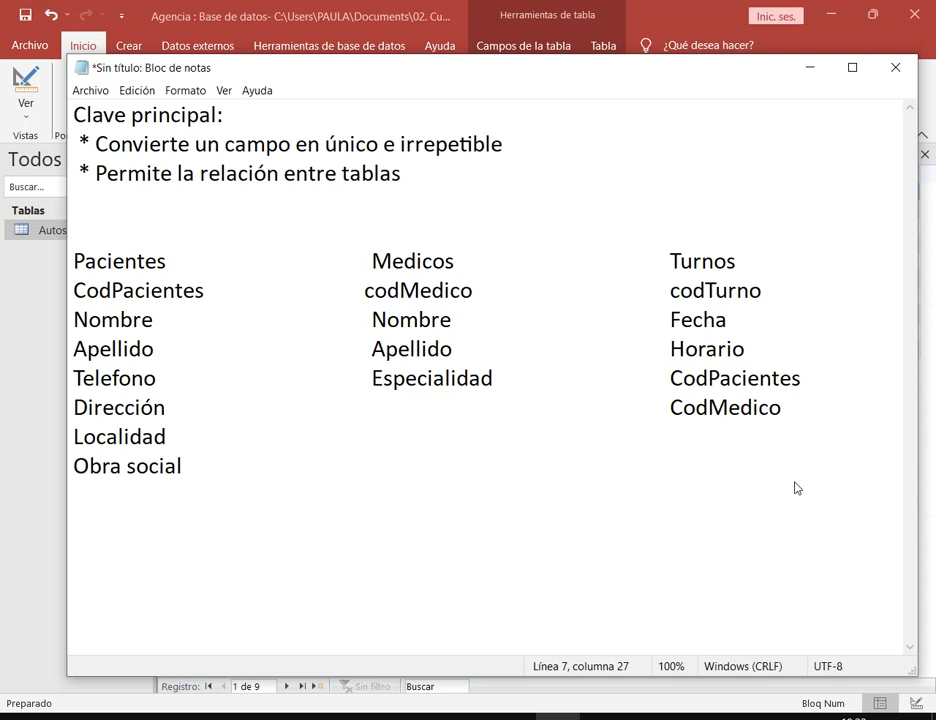 Agencia : Base de datos- C:\Users\PAULA\Documents\02. Cu...
Herramientas de tabla
Inic. ses.
Archivo Inicio Crear Datos externos Herramientas de base de datos Ayuda Campos de la tabla Tabla ¿Qué desea hacer?
Ver
Vistas
Todos
Buscar...
Tablas
Autos
*Sin título: Bloc de notas
Archivo Edición Formato Ver Ayuda
Clave principal:
* Convierte un campo en único e irrepetible
* Permite la relación entre tablas
Pacientes Medicos Turnos
CodPacientes codMedico codTurno
Nombre Nombre Fecha
Apellido Apellido Horario
Telefono Especialidad CodPacientes
Dirección CodMedico
Localidad
Obra social
Línea 7, columna 27 100% Windows (CRLF) UTF-8
Registro: 1 de 9 Sin filtro Buscar
Preparado Bloq Num